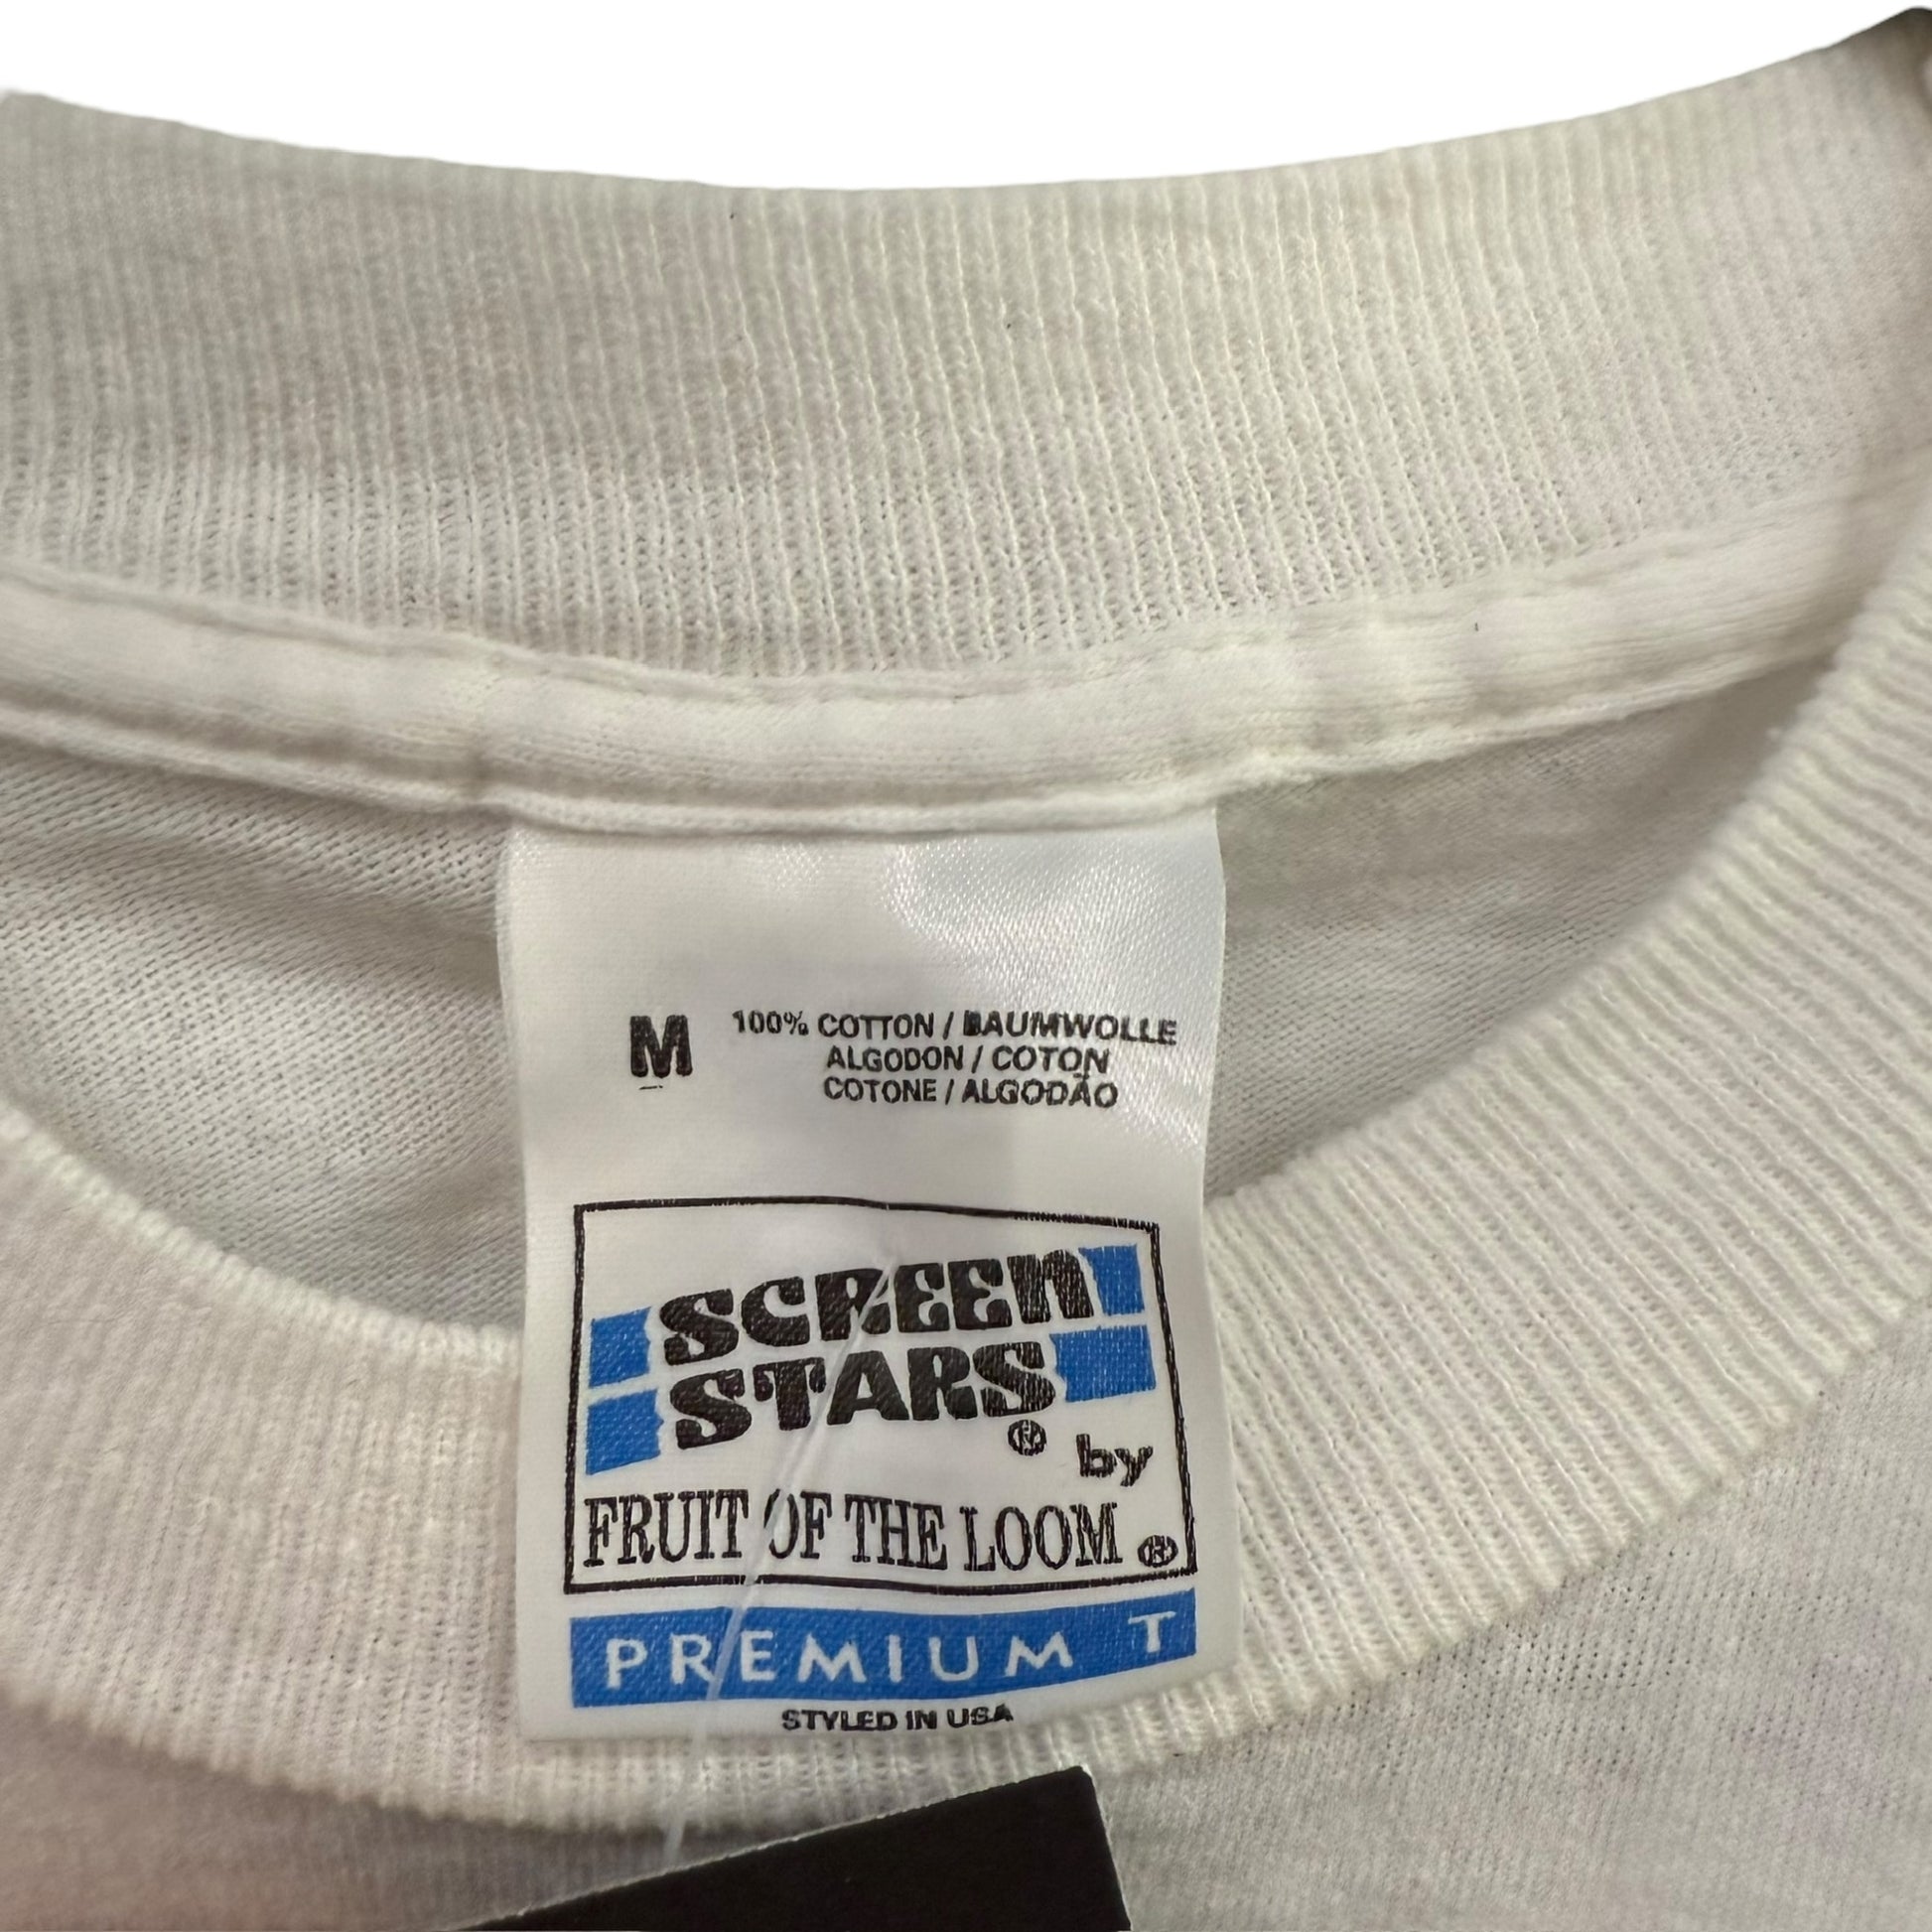 M
100% COTTON / BAUMWOLLE
ALGODON / COTON
COTONE / ALGODÃO
SCREEN
STARS® by
FRUIT OF THE LOOM®
PREMIUM T
STYLED IN USA